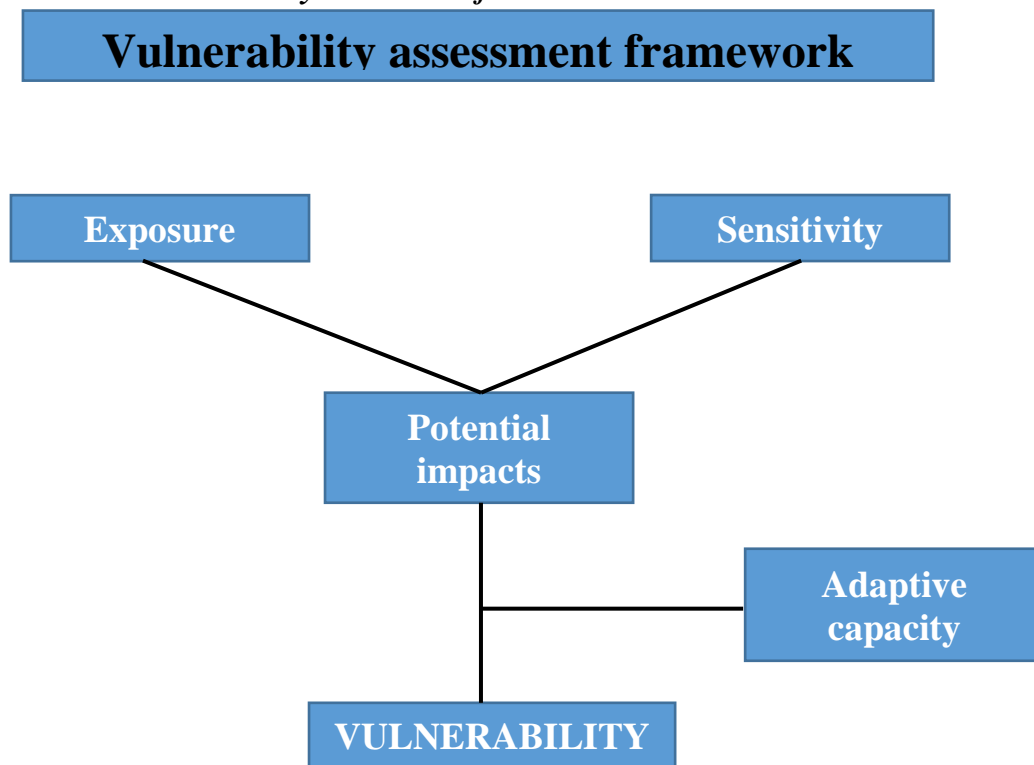 Vulnerability assessment framework
Exposure
Sensitivity
Potential
impacts
Adaptive
capacity
VULNERABILITY